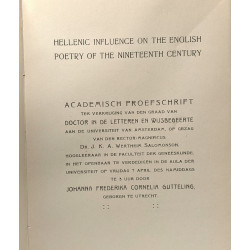 HELLENIC INFLUENCE ON THE ENGLISH
POETRY OF THE NINETEENTH CENTURY
ACADEMISCH PROEFSCHRIFT
TER VERKRIJGING VAN DEN GRAAD VAN
DOCTOR IN DE LETTEREN EN WIJSBEGEERTE
AAN DE UNIVERSITEIT VAN AMSTERDAM, OP GEZAG
VAN DEN RECTOR-MAGNIFICUS
DR J. K. A. WERTHEIM SALOMONSON
HOOGLEERAAR IN DE FACULTEIT DER GENEESKUNDE,
IN HET OPENBAAR TE VERDEDIGEN IN DE AULA DER
UNIVERSITEIT OP VRIJDAG 7 APRIL DES NAMIDDAGS
TE 3 UUR DOOR
JOHANNA FREDERIKA CORNELIA GUTTELING,
GEBOREN TE UTRECHT